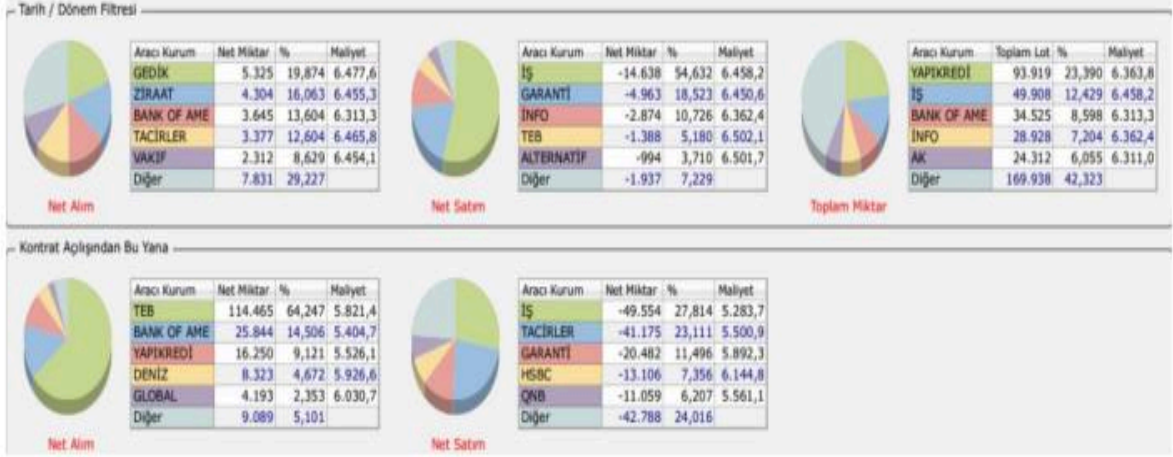 Tarih / Dönem Filtresi
Aracı Kurum Net Miktar % Maliyet
GEDİK 5.325 19,874 6.477,6
ZİRAAT 4.304 16,063 6.455,3
BANK OF AME 3.645 13,604 6.313,3
TACİRLER 3.377 12,604 6.465,8
VAKIF 2.312 8,629 6.454,1
Diğer 7.831 29,227
Net Alım
Aracı Kurum Net Miktar % Maliyet
İŞ -14.638 54,632 6.458,2
GARANTİ -4.963 18,523 6.450,6
İNFO -2.874 10,726 6.362,4
TEB -1.388 5,180 6.502,1
ALTERNATİF -994 3,710 6.501,7
Diğer -1.937 7,229
Net Satım
Aracı Kurum Toplam Lot % Maliyet
YAPIKREDİ 93.919 23,390 6.363,8
İŞ 49.908 12,429 6.458,2
BANK OF AME 34.525 8,598 6.313,3
İNFO 28.928 7,204 6.362,4
AK 24.312 6,055 6.311,0
Diğer 169.938 42,323
Toplam Miktar
Kontrat Açılışından Bu Yana
Aracı Kurum Net Miktar % Maliyet
TEB 114.465 64,247 5.821,4
BANK OF AME 25.844 14,506 5.404,7
YAPIKREDİ 16.250 9,121 5.526,1
DENİZ 8.323 4,672 5.926,6
GLOBAL 4.193 2,353 6.030,7
Diğer 9.089 5,101
Net Alım
Aracı Kurum Net Miktar % Maliyet
İŞ -49.554 27,814 5.283,7
TACİRLER -41.175 23,111 5.500,9
GARANTİ -20.482 11,496 5.892,3
HSBC -13.106 7,356 6.144,8
QNB -11.059 6,207 5.561,1
Diğer -42.788 24,016
Net Satım